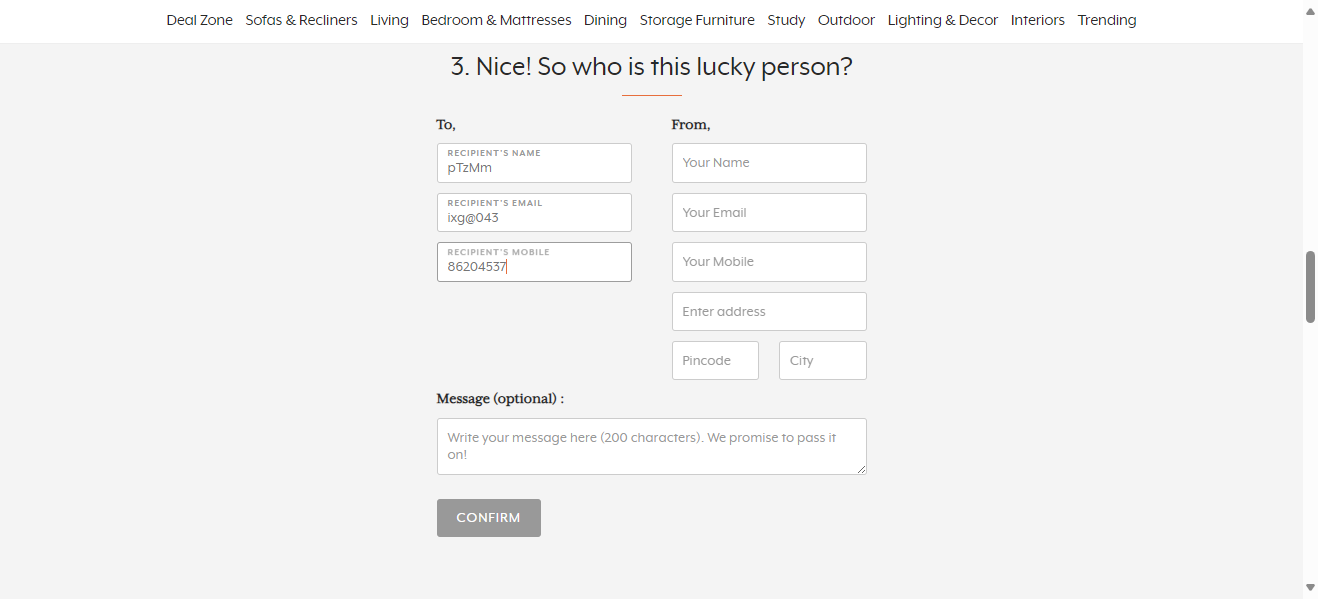 Deal Zone Sofas & Recliners Living Bedroom & Mattresses Dining Storage Furniture Study Outdoor Lighting & Decor Interiors Trending
3. Nice! So who is this lucky person?
To,
RECIPIENT'S NAME
pTzMm
RECIPIENT'S EMAIL
ixg@043
RECIPIENT'S MOBILE
86204537
From,
Your Name
Your Email
Your Mobile
Enter address
Pincode City
Message (optional) :
Write your message here (200 characters). We promise to pass it
on!
CONFIRM